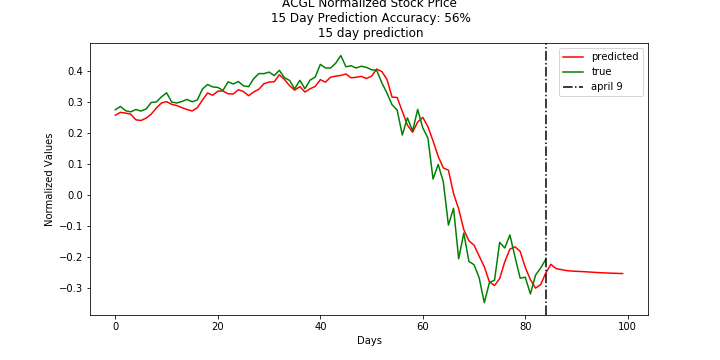 ACGL Normalized Stock Price
15 Day Prediction Accuracy: 56%
15 day prediction
predicted
true
april 9
Normalized Values
0.4
0.3
0.2
0.1
0.0
−0.1
−0.2
−0.3
0
20
40
60
80
100
Days